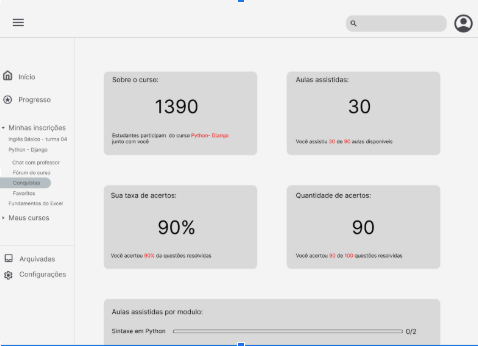 Início
Progresso
Minhas inscrições
Inglês Básico - turma 04
Python - Django
Chat com professor
Fórum do curso
Conquistas
Favoritos
Fundamentos do Excel
Meus cursos
Arquivadas
Configurações
Sobre o curso:
1390
Estudantes participam do curso Python- Django
junto com você
Aulas assistidas:
30
Você assistiu 30 de 90 aulas disponíveis
Sua taxa de acertos:
90%
Você acertou 90% da questões resolvidas
Quantidade de acertos:
90
Você acertou 90 de 100 questões resolvidas
Aulas assistidas por modulo:
Sintaxe em Python
0/2